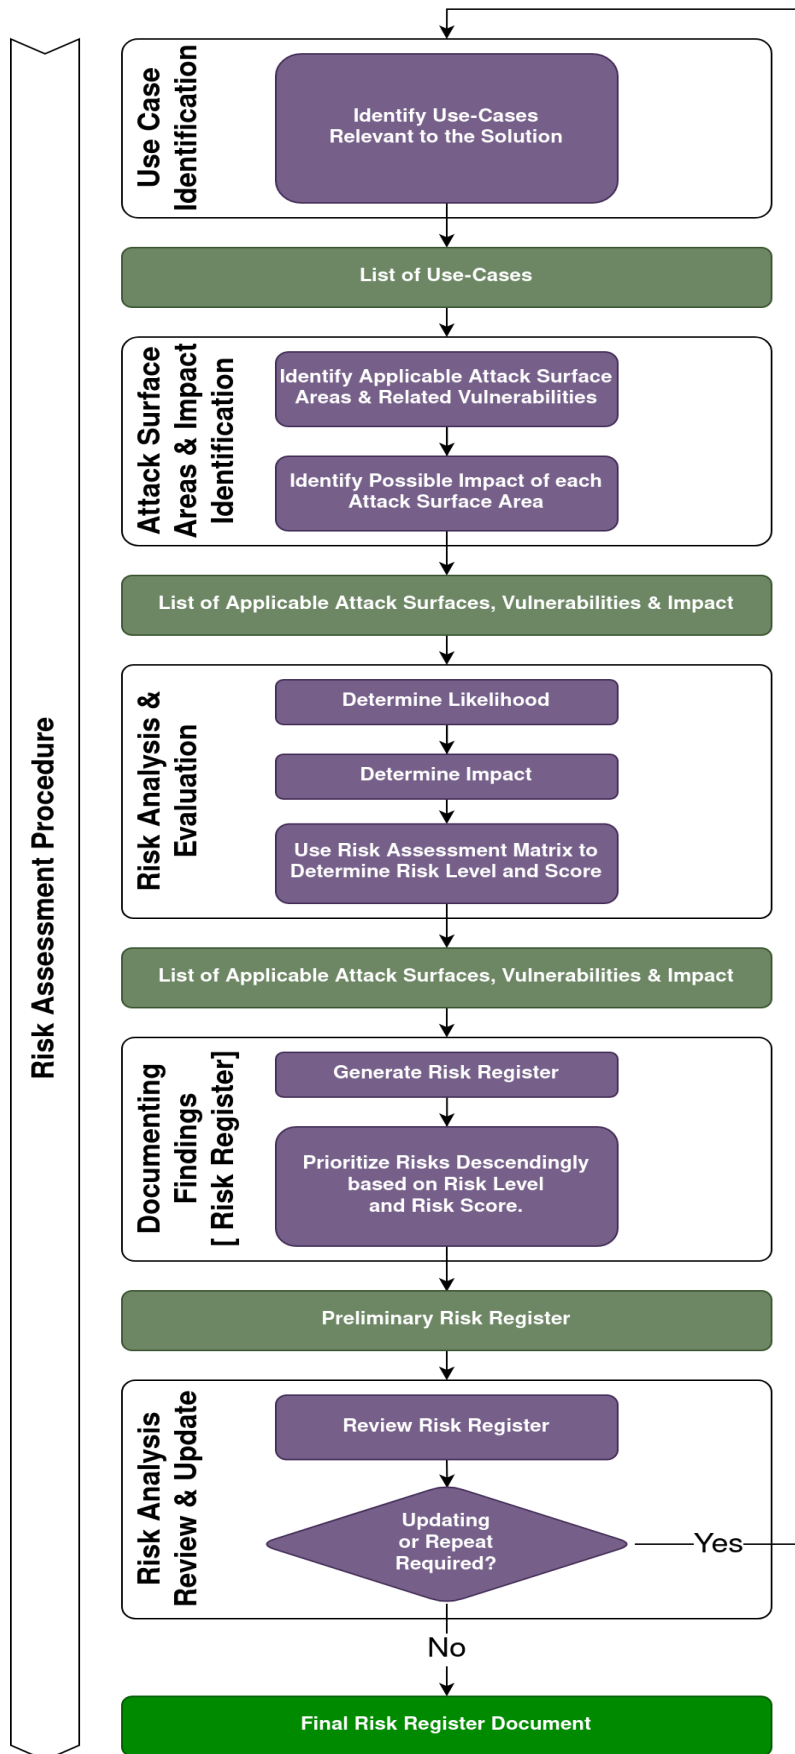 Risk Assessment Procedure
Use Case
Identification
Identify Use-Cases
Relevant to the Solution
List of Use-Cases
Attack Surface
Areas & Impact
Identification
Identify Applicable Attack Surface
Areas & Related Vulnerabilities
Identify Possible Impact of each
Attack Surface Area
List of Applicable Attack Surfaces, Vulnerabilities & Impact
Risk Analysis &
Evaluation
Determine Likelihood
Determine Impact
Use Risk Assessment Matrix to
Determine Risk Level and Score
List of Applicable Attack Surfaces, Vulnerabilities & Impact
Documenting
Findings
[ Risk Register]
Generate Risk Register
Prioritize Risks Descendingly
based on Risk Level
and Risk Score.
Preliminary Risk Register
Risk Analysis
Review & Update
Review Risk Register
Updating
or Repeat
Required?
Yes
No
Final Risk Register Document